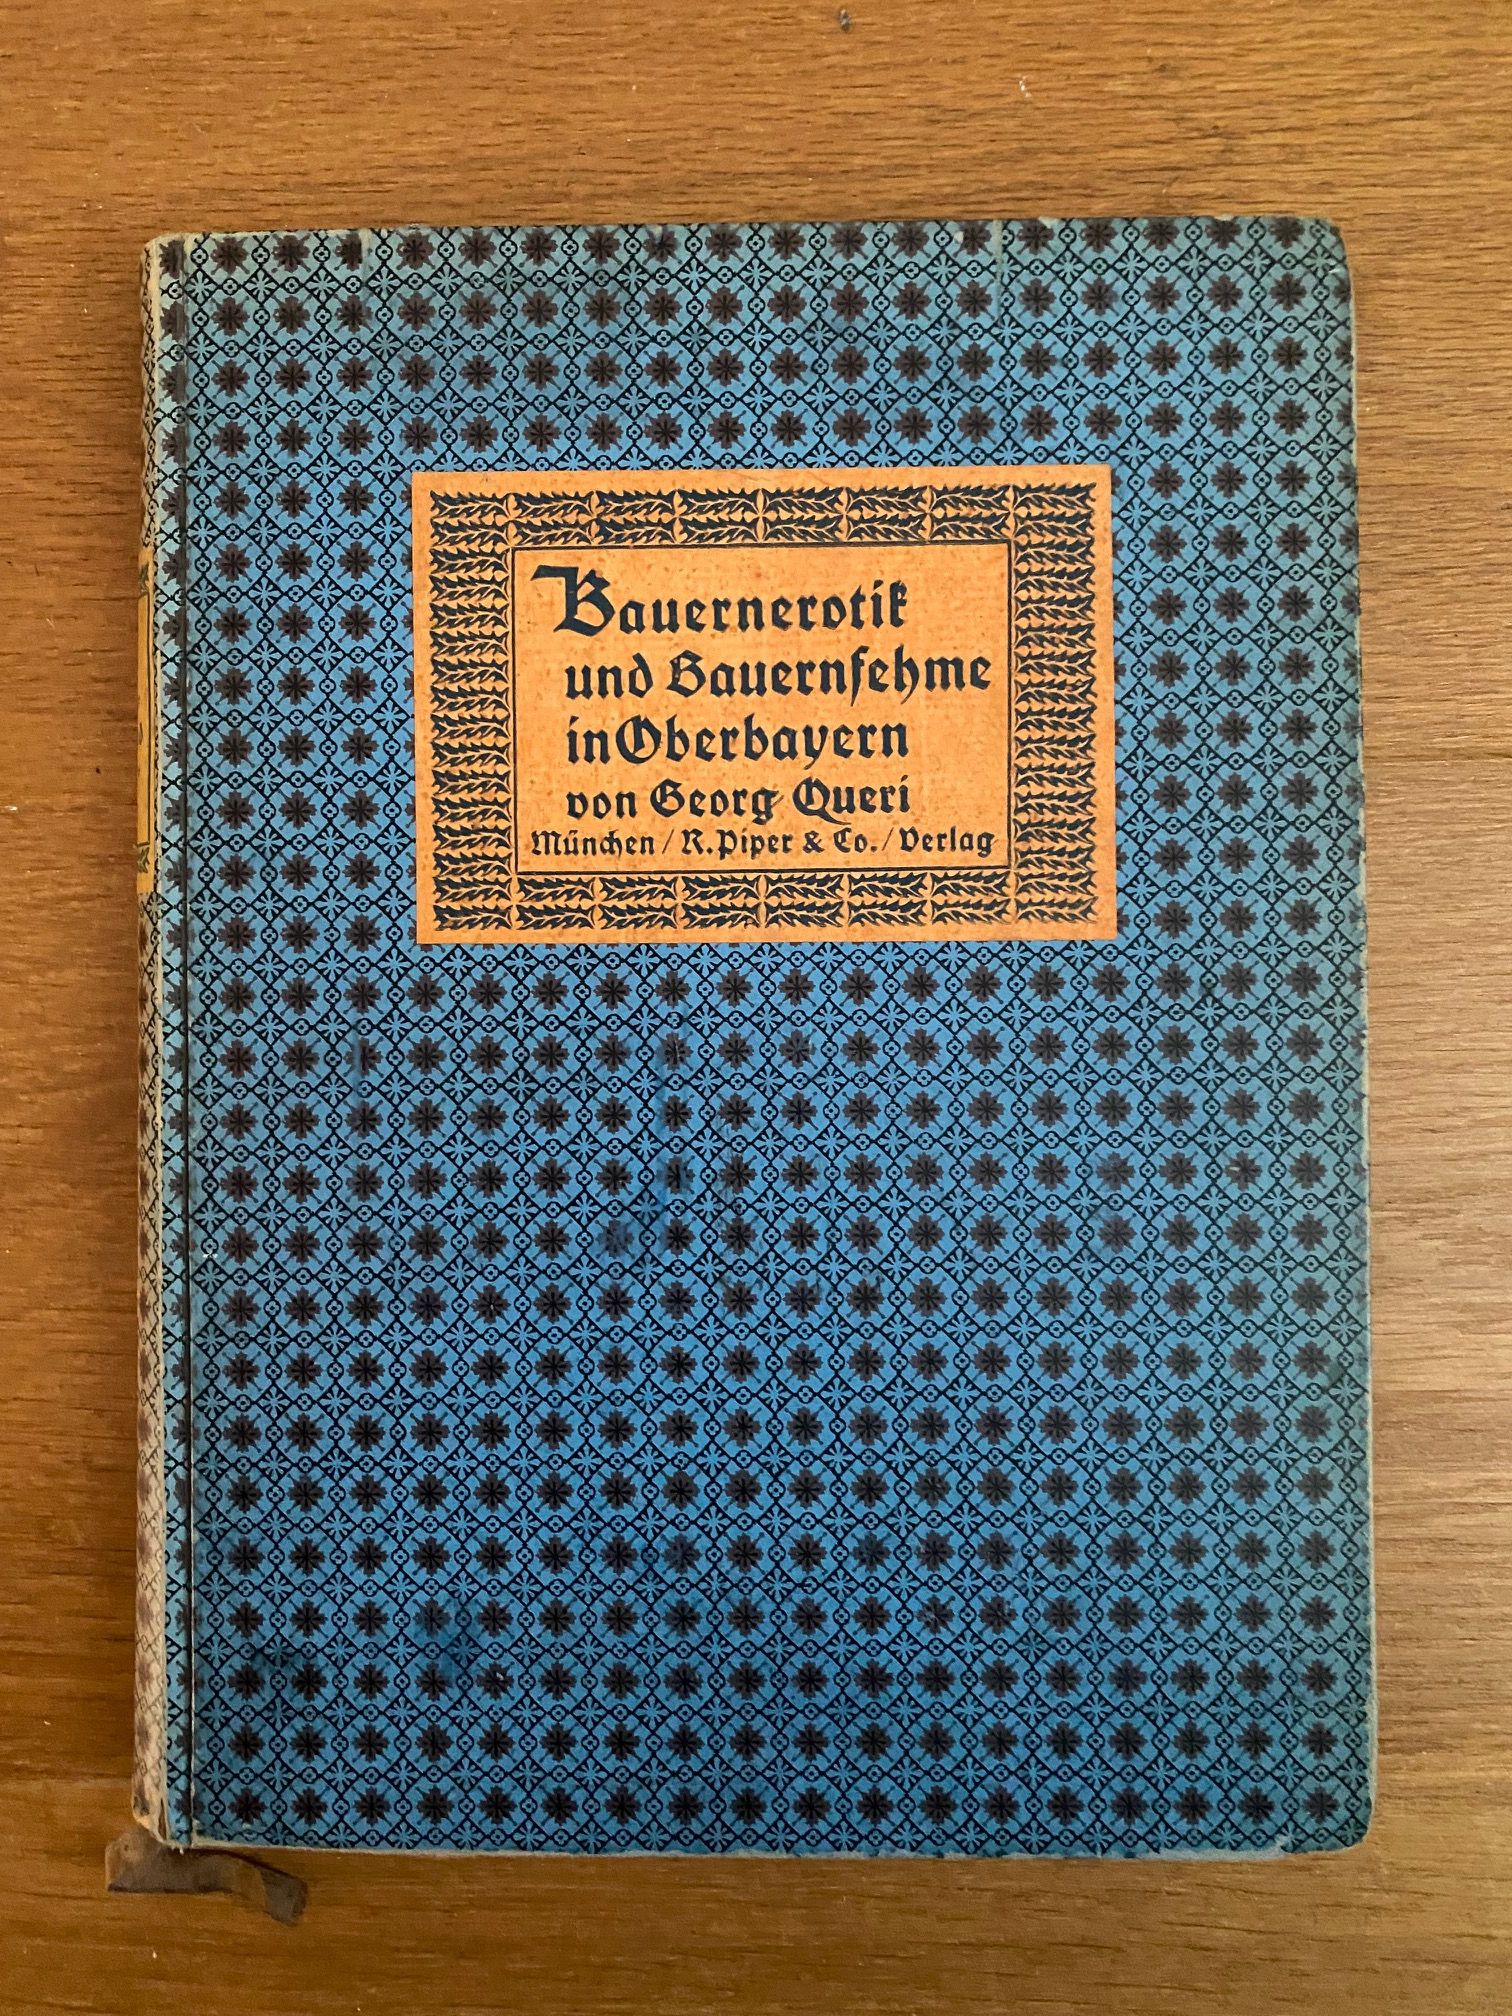 Bauernerotik
und Bauernfehme
in Oberbayern
von Georg Queri
München / R. Piper & Co. / Verlag